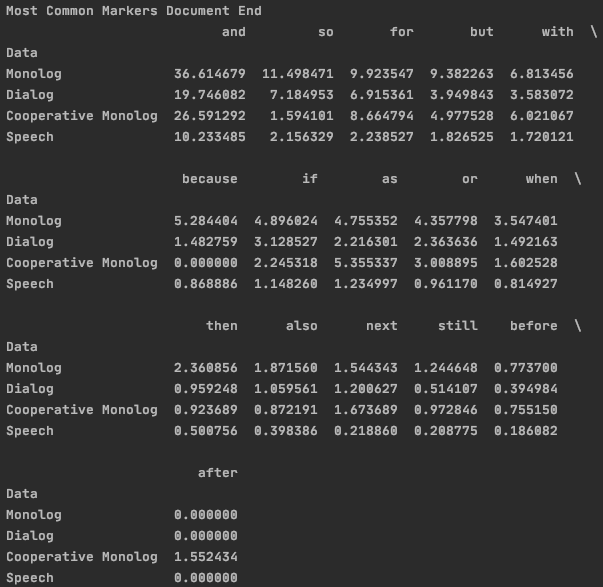 Most Common Markers Document End
and so for but with \
Data
Monolog 36.614679 11.498471 9.923547 9.382263 6.813456
Dialog 19.746082 7.184953 6.915361 3.949843 3.583072
Cooperative Monolog 26.591292 1.594101 8.664794 4.977528 6.021067
Speech 10.233485 2.156329 2.238527 1.826525 1.720121
because if as or when \
Data
Monolog 5.284404 4.896024 4.755352 4.357798 3.547401
Dialog 1.482759 3.128527 2.216301 2.363636 1.492163
Cooperative Monolog 0.000000 2.245318 5.355337 3.008895 1.602528
Speech 0.868886 1.148260 1.234997 0.961170 0.814927
then also next still before \
Data
Monolog 2.360856 1.871560 1.544343 1.244648 0.773700
Dialog 0.959248 1.059561 1.200627 0.514107 0.394984
Cooperative Monolog 0.923689 0.872191 1.673689 0.972846 0.755150
Speech 0.500756 0.398386 0.218860 0.208775 0.186082
after
Data
Monolog 0.000000
Dialog 0.000000
Cooperative Monolog 1.552434
Speech 0.000000